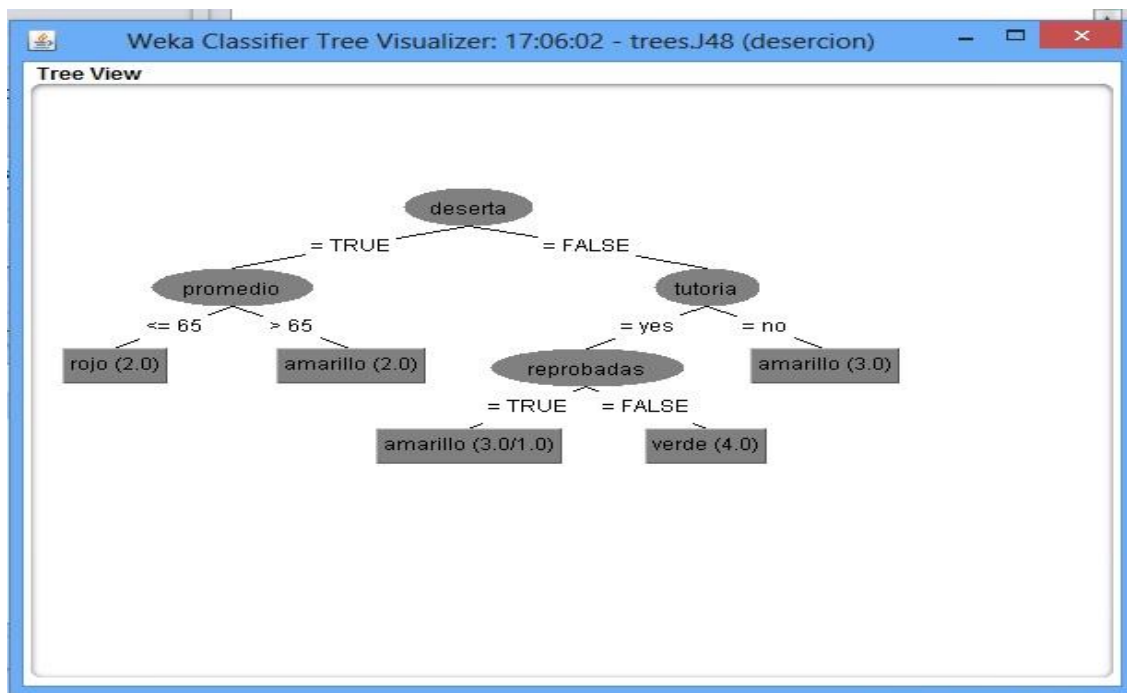 Weka Classifier Tree Visualizer: 17:06:02 - trees.J48 (desercion)
Tree View
deserta
= TRUE = FALSE
promedio tutoria
<= 65 > 65 = yes = no
rojo (2.0) amarillo (2.0) reprobadas amarillo (3.0)
= TRUE = FALSE
amarillo (3.0/1.0) verde (4.0)